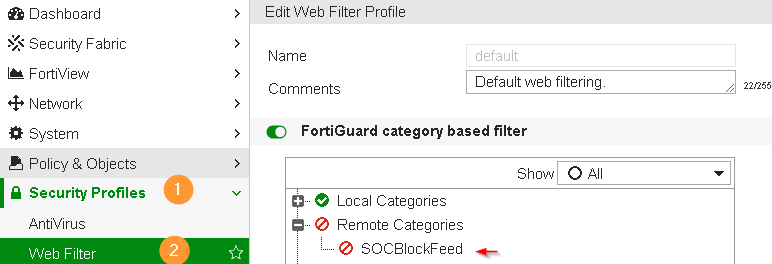 Dashboard
Security Fabric
FortiView
Network
System
Policy & Objects
Security Profiles 1
AntiVirus
Web Filter 2
Edit Web Filter Profile
Name default
Comments Default web filtering. 22/255
FortiGuard category based filter
Show All
Local Categories
Remote Categories
SOCBlockFeed